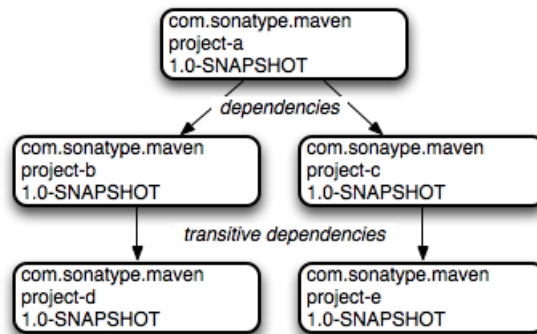 com.sonatype.maven
project-a
1.0-SNAPSHOT
dependencies
com.sonatype.maven
project-b
1.0-SNAPSHOT
com.sonaype.maven
project-c
1.0-SNAPSHOT
transitive dependencies
com.sonatype.maven
project-d
1.0-SNAPSHOT
com.sonatype.maven
project-e
1.0-SNAPSHOT